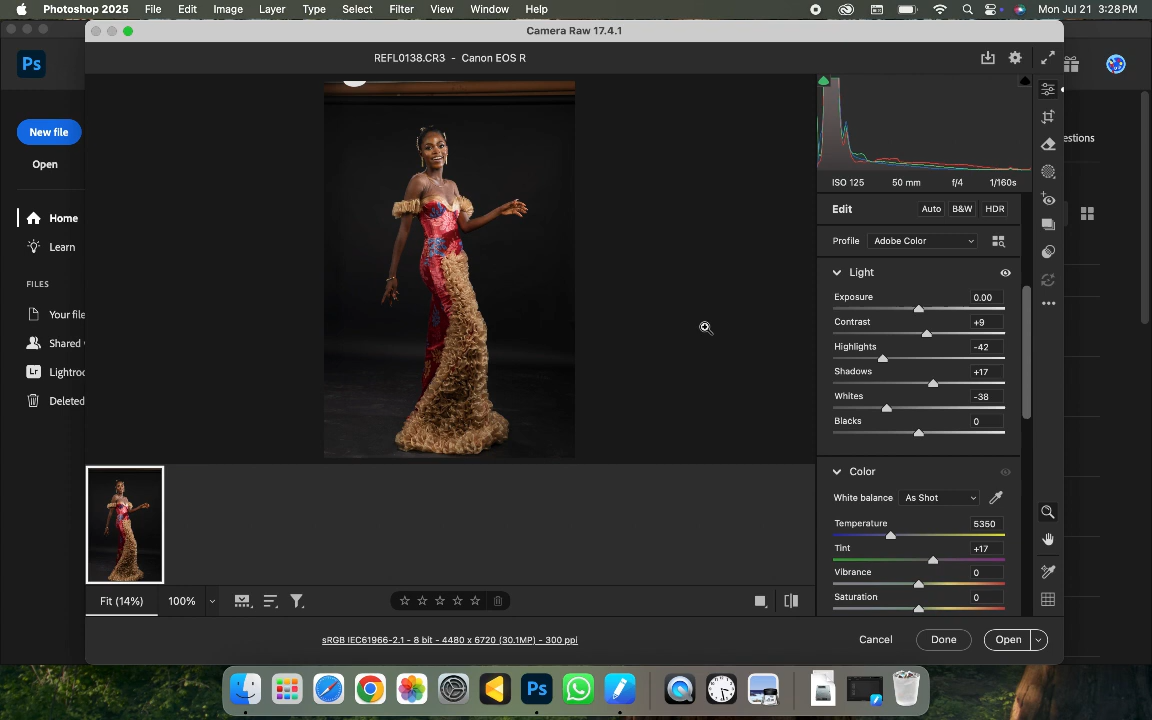 Photoshop 2025 File Edit Image Layer Type Select Filter View Window Help Mon Jul 21 3:28 PM
Camera Raw 17.4.1
REFL0138.CR3 - Canon EOS R
Ps
New file
Open
Home
Learn
FILES
Your file
Shared
Lr Lightroo
Deleted
estions
ISO 125 50 mm f/4 1/160s
Edit Auto B&W HDR
Profile Adobe Color
Light
Exposure 0.00
Contrast +9
Highlights -42
Shadows +17
Whites -38
Blacks 0
Color
White balance As Shot
Temperature 5350
Tint +17
Vibrance 0
Saturation 0
Fit (14%) 100%
sRGB IEC61966-2.1 - 8 bit - 4480 x 6720 (30.1MP) - 300 ppi
Cancel Done Open
Ps